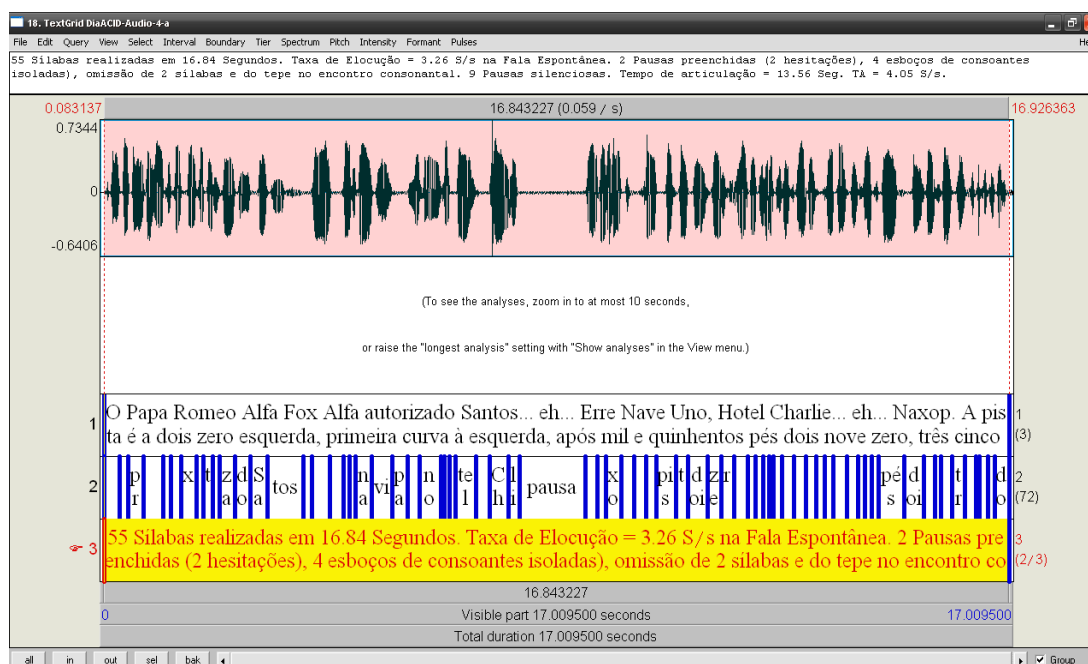 18. TextGrid DiaACID-Audio-4-a
File Edit Query View Select Interval Boundary Tier Spectrum Pitch Intensity Formant Pulses He
55 Sílabas realizadas em 16.84 Segundos. Taxa de Elocução = 3.26 S/s na Fala Espontânea. 2 Pausas preenchidas (2 hesitações), 4 esboços de consoantes
isoladas), omissão de 2 sílabas e do tepe no encontro consonantal. 9 Pausas silenciosas. Tempo de articulação = 13.56 Seg. TA = 4.05 S/s.
0.083137 16.843227 (0.059 / s) 16.926363
0.7344
0
-0.6406
(To see the analyses, zoom in to at most 10 seconds,
or raise the "longest analysis" setting with "Show analyses" in the View menu.)
1 O Papa Romeo Alfa Fox Alfa autorizado Santos... eh... Erre Nave Uno, Hotel Charlie... eh... Naxop. A pis 1
ta é a dois zero esquerda, primeira curva à esquerda, após mil e quinhentos pés dois nove zero, três cinco (3)
p x t z d S n p n te C l x pi t d z r pé d t d 2
2 tos vi pausa
r a o a a a o l h i o s oi e s oi r o (72)
55 Sílabas realizadas em 16.84 Segundos. Taxa de Elocução = 3.26 S/s na Fala Espontânea. 2 Pausas pre 3
3 enchidas (2 hesitações), 4 esboços de consoantes isoladas), omissão de 2 sílabas e do tepe no encontro co (2/3)
16.843227
0 Visible part 17.009500 seconds 17.009500
Total duration 17.009500 seconds
all in out sel bak Group